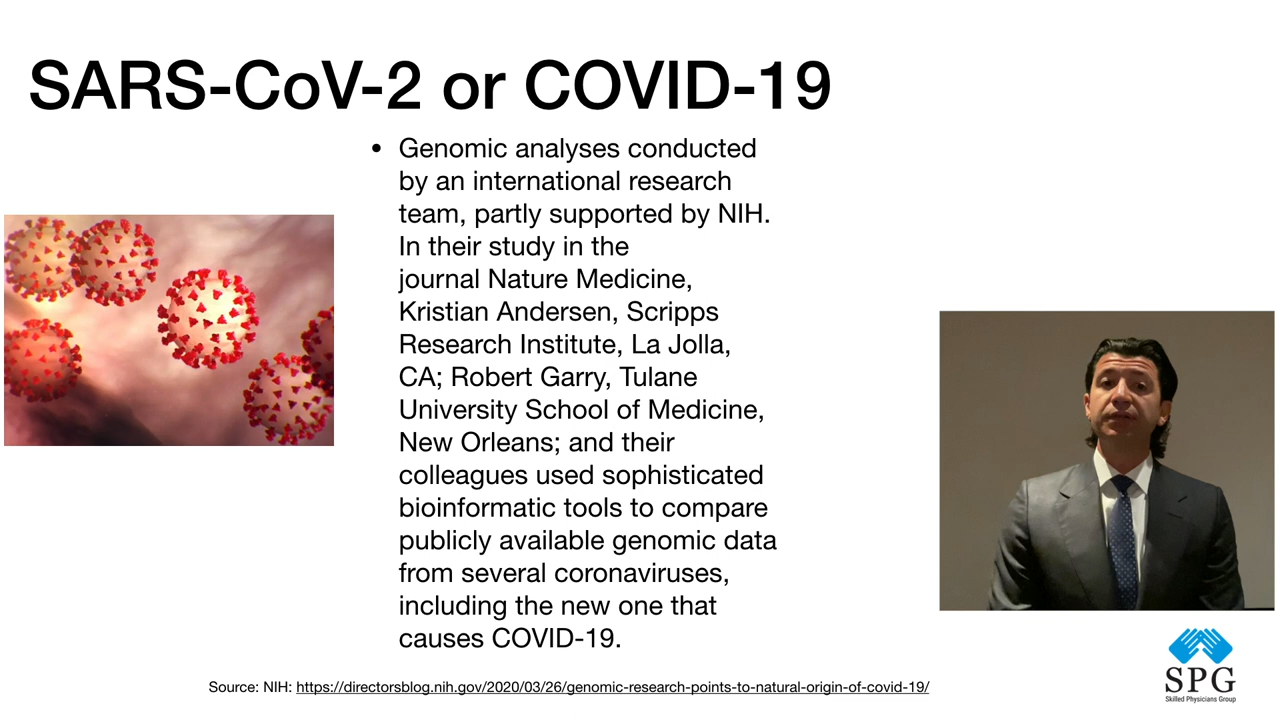 SARS-CoV-2 or COVID-19
• Genomic analyses conducted
by an international research
team, partly supported by NIH.
In their study in the
journal Nature Medicine,
Kristian Andersen, Scripps
Research Institute, La Jolla,
CA; Robert Garry, Tulane
University School of Medicine,
New Orleans; and their
colleagues used sophisticated
bioinformatic tools to compare
publicly available genomic data
from several coronaviruses,
including the new one that
causes COVID-19.
Source: NIH: https://directorsblog.nih.gov/2020/03/26/genomic-research-points-to-natural-origin-of-covid-19/
SPG
Skilled Physicians Group